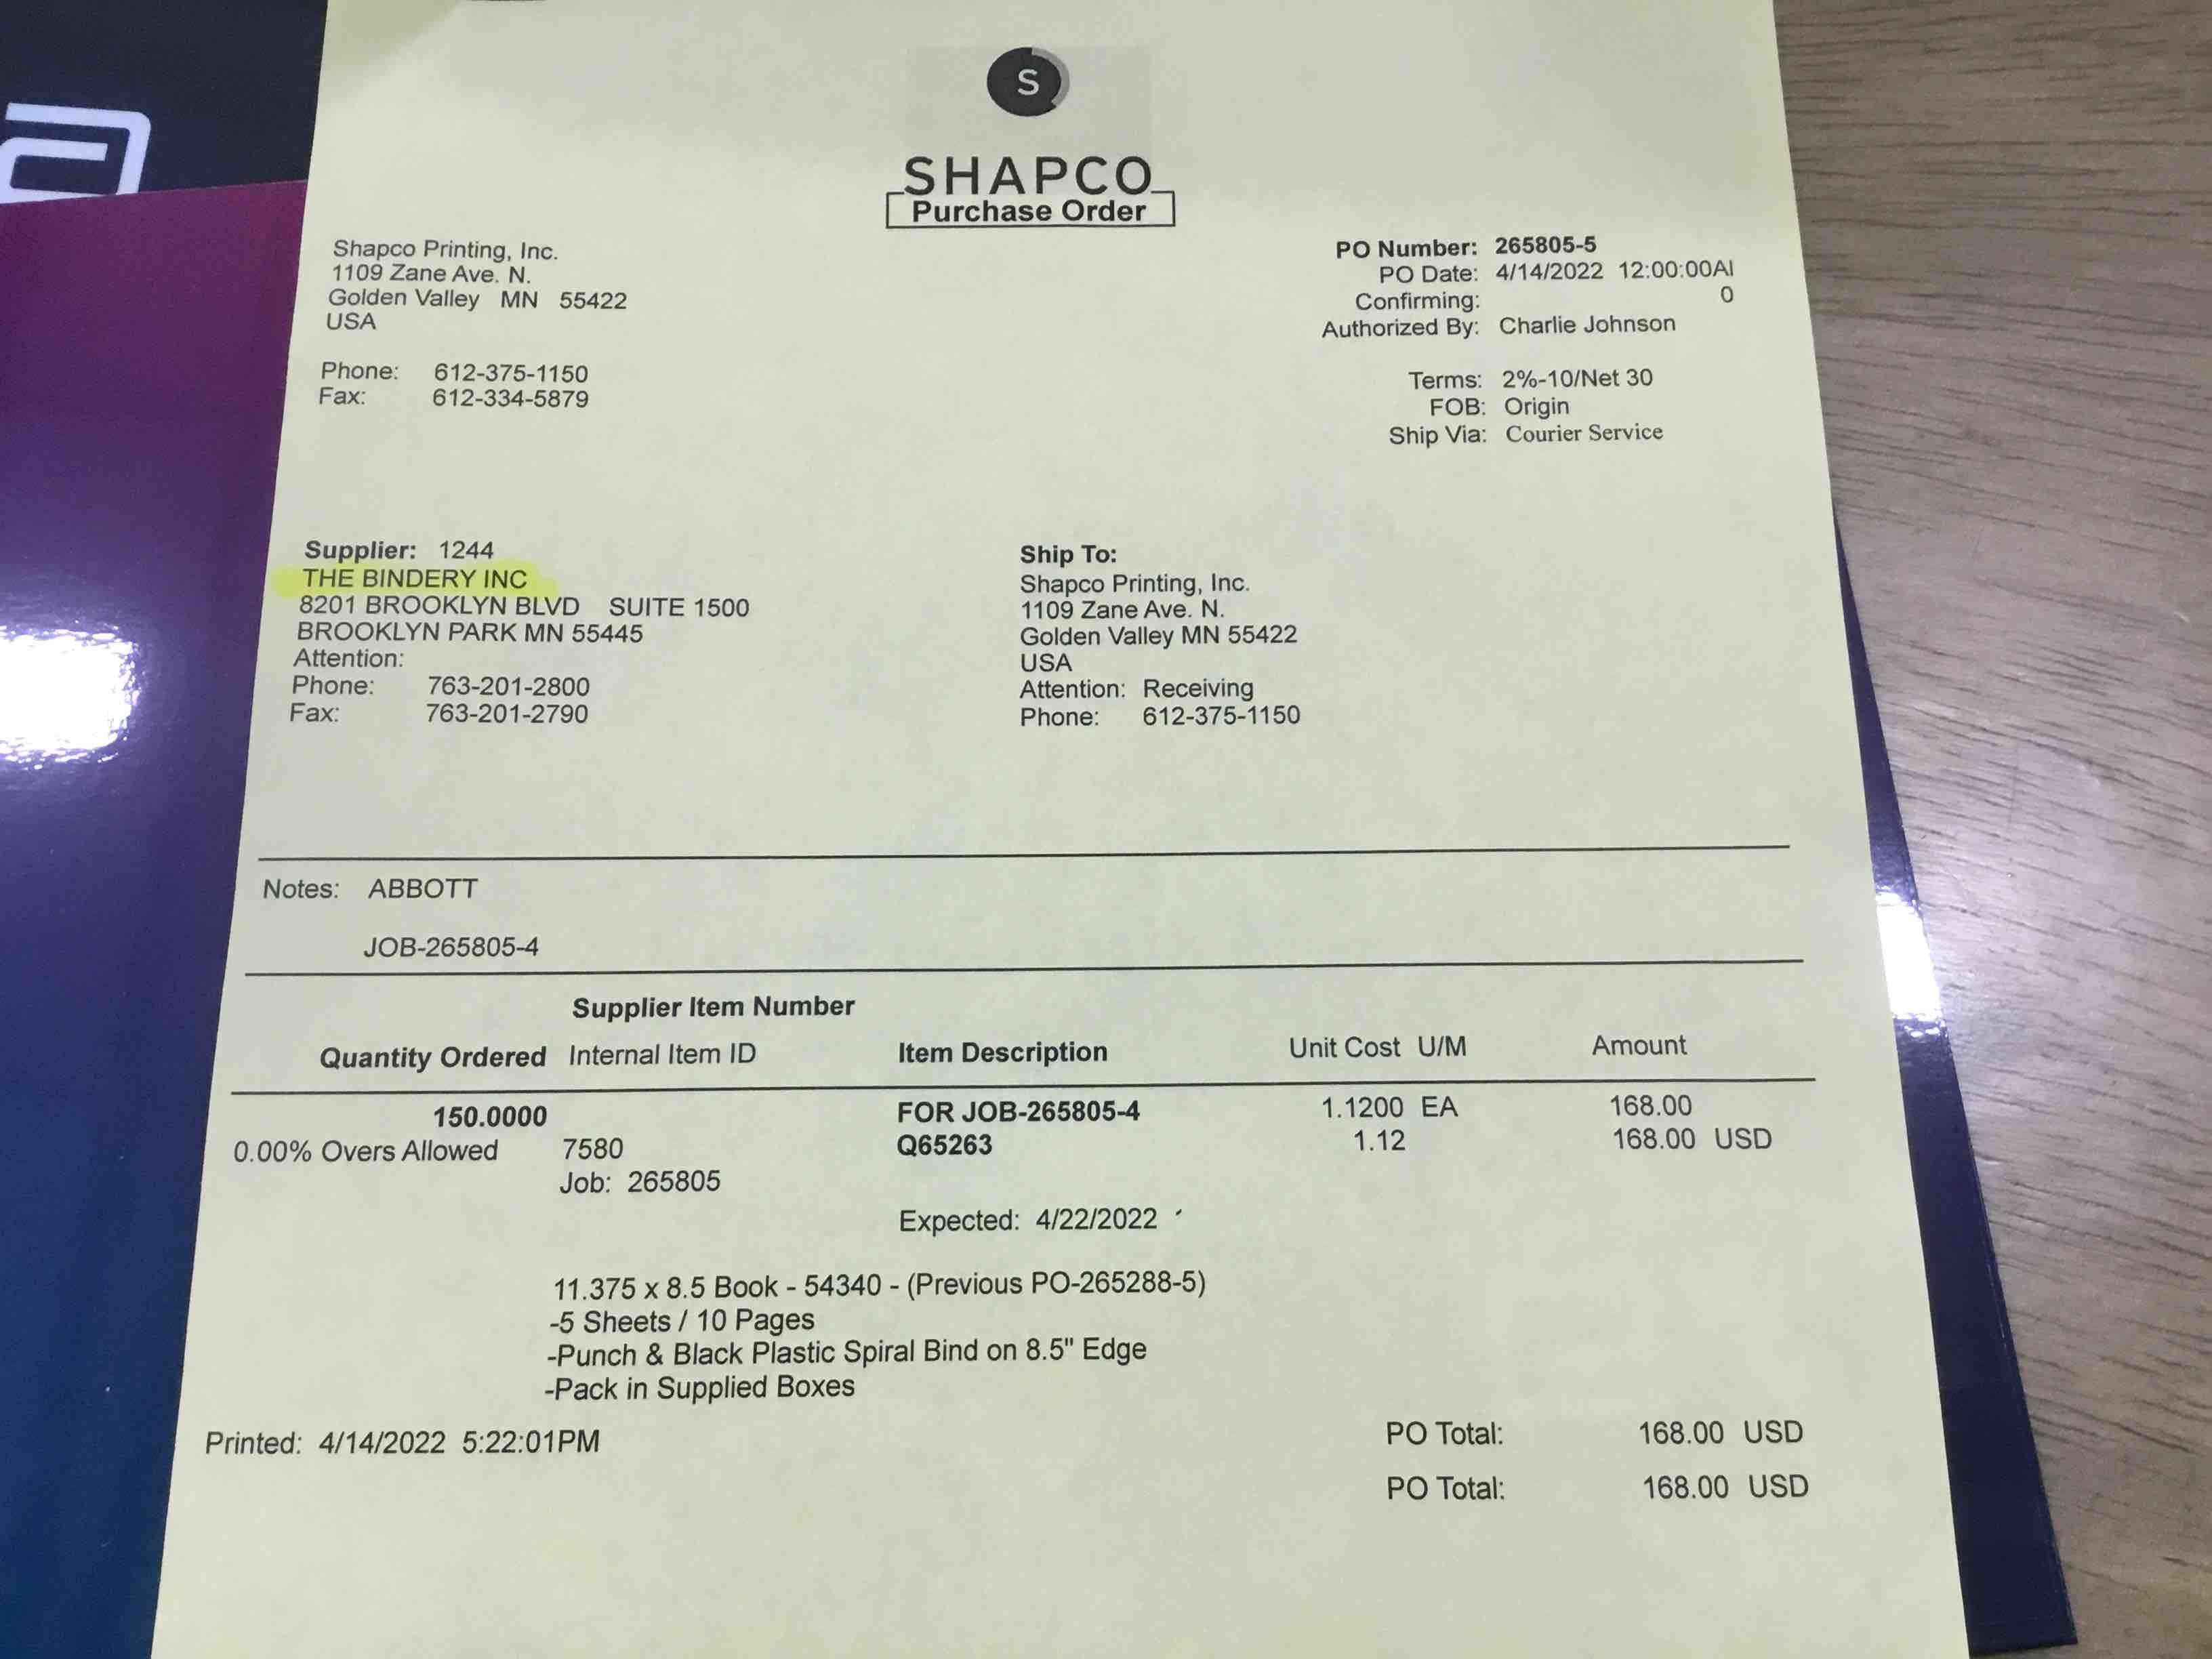 a
S
SHAPCO
Purchase Order
Shapco Printing, Inc.
1109 Zane Ave. N.
Golden Valley MN 55422
USA
Phone: 612-375-1150
Fax: 612-334-5879
PO Number: 265805-5
PO Date: 4/14/2022 12:00:00AI
Confirming: 0
Authorized By: Charlie Johnson
Terms: 2%-10/Net 30
FOB: Origin
Ship Via: Courier Service
Supplier: 1244
THE BINDERY INC
8201 BROOKLYN BLVD SUITE 1500
BROOKLYN PARK MN 55445
Attention:
Phone: 763-201-2800
Fax: 763-201-2790
Ship To:
Shapco Printing, Inc.
1109 Zane Ave. N.
Golden Valley MN 55422
USA
Attention: Receiving
Phone: 612-375-1150
Notes: ABBOTT
JOB-265805-4
Supplier Item Number
Quantity Ordered Internal Item ID Item Description Unit Cost U/M Amount
150.0000 FOR JOB-265805-4 1.1200 EA 168.00
0.00% Overs Allowed 7580 Q65263 1.12 168.00 USD
Job: 265805
Expected: 4/22/2022
11.375 x 8.5 Book - 54340 - (Previous PO-265288-5)
-5 Sheets / 10 Pages
-Punch & Black Plastic Spiral Bind on 8.5" Edge
-Pack in Supplied Boxes
Printed: 4/14/2022 5:22:01PM
PO Total: 168.00 USD
PO Total: 168.00 USD